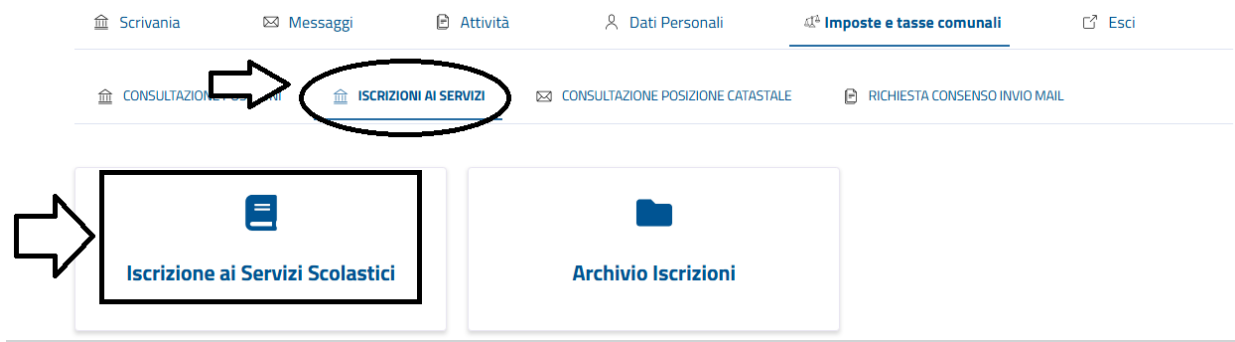 Scrivania Messaggi Attività Dati Personali Imposte e tasse comunali Esci
CONSULTAZIONE ISCRIZIONI AI SERVIZI CONSULTAZIONE POSIZIONE CATASTALE RICHIESTA CONSENSO INVIO MAIL
Iscrizione ai Servizi Scolastici Archivio Iscrizioni